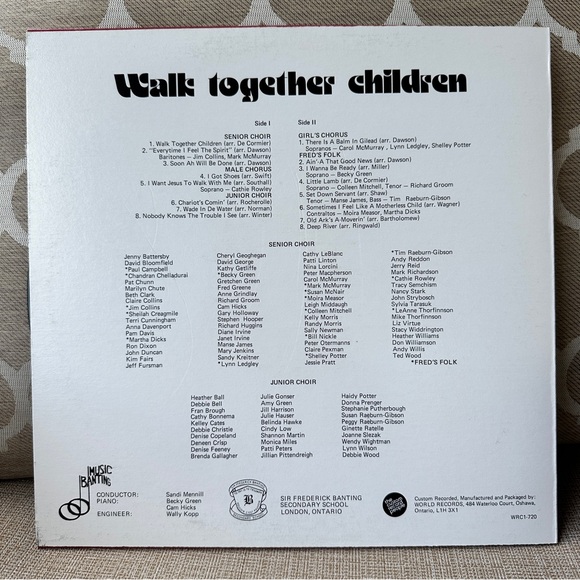 Walk together children
Side I
SENIOR CHOIR
1. Walk Together Children (arr. De Cormier)
2. "Everytime I Feel The Spirit" (arr. Dawson)
Baritones - Jim Collins, Mark McMurray
3. Soon Ah Will Be Done (arr. Dawson)
MALE CHORUS
4. I Got Shoes (arr. Swift)
5. I Want Jesus To Walk With Me (arr. Southall)
Soprano - Cathie Rowley
JUNIOR CHOIR
6. Chariot's Comin' (arr. Rocherolle)
7. Wade In De Water (arr. Norman)
8. Nobody Knows The Trouble I See (arr. Winter)
Side II
GIRL'S CHORUS
1. There Is A Balm In Gilead (arr. Dawson)
Sopranos - Carol McMurray, Lynn Ledgley, Shelley Potter
FRED'S FOLK
2. Ain'-A That Good News (arr. Dawson)
3. I Wanna Be Ready (arr. Miller)
Soprano - Becky Green
4. Little Lamb (arr. De Cormier)
Soprano - Colleen Mitchell, Tenor - Richard Groom
5. Set Down Servant (arr. Shaw)
Tenor - Manse James, Bass - Tim Raeburn-Gibson
6. Sometimes I Feel Like A Motherless Child (arr. Wagner)
Contraltos - Moira Measor, Martha Dicks
7. Old Ark's A-Moverin' (arr. Bartholomew)
8. Deep River (arr. Ringwald)
SENIOR CHOIR
Jenny Battersby
David Bloomfield
*Paul Campbell
*Chandran Chelladurai
Pat Chunn
Marilyn Chute
Beth Clark
Claire Collins
*Jim Collins
*Sheilah Creagmile
Terri Cunningham
Anna Davenport
Pam Davis
*Martha Dicks
Ron Dixon
John Duncan
Kim Fairs
Jeff Fursman
Cheryl Geoghegan
David George
Kathy Getliffe
*Becky Green
Gretchen Green
Fred Greene
Anne Grindlay
Richard Groom
Cam Hicks
Gary Holloway
Stephen Hooper
Richard Huggins
Diane Irvine
Janet Irvine
Manse James
Mary Jenkins
Sandy Kreitner
*Lynn Ledgley
Cathy LeBlanc
Patti Linton
Nina Lorcini
Peter Macpherson
Carol McMurray
*Mark McMurray
*Susan McNair
*Moira Measor
Leigh Middaugh
*Colleen Mitchell
Kelly Morris
Randy Morris
Sally Newman
*Bill Nickle
Peter Otermanns
Claire Pexman
*Shelley Potter
Jessie Pratt
*Tim Raeburn-Gibson
Andy Reddon
Jerry Reid
Mark Richardson
*Cathie Rowley
Tracy Semchism
Nancy Stark
John Strybosch
Sylvia Tarasuk
*LeAnne Thorfinnson
Mike Thorfinnson
Liz Virtue
Stacy Widdrington
Heather Williams
Don Williamson
Andy Willis
Ted Wood
*FRED'S FOLK
JUNIOR CHOIR
Heather Ball
Debbie Bell
Fran Brough
Cathy Bonnema
Kelley Cates
Debbie Christie
Denise Copeland
Deneen Crisp
Denise Feeney
Brenda Gallagher
Julie Gonser
Amy Green
Jill Harrison
Julie Hauser
Belinda Hawke
Cindy Low
Shannon Martin
Monica Miles
Patti Peters
Jillian Pittendreigh
Haidy Potter
Donna Prenger
Stephanie Putherbough
Susan Raeburn-Gibson
Peggy Raeburn-Gibson
Ginette Ratelle
Joanne Slezak
Wendy Wightman
Lynn Wilson
Debbie Wood
MUSIC
BANTING
CONDUCTOR: Sandi Mennill
PIANO: Becky Green
Cam Hicks
ENGINEER: Wally Kopp
B
SIR FREDERICK BANTING
SECONDARY SCHOOL
LONDON, ONTARIO
Custom Recorded, Manufactured and Packaged by:
WORLD RECORDS, 484 Waterloo Court, Oshawa,
Ontario, L1H 3X1
WRC1-720